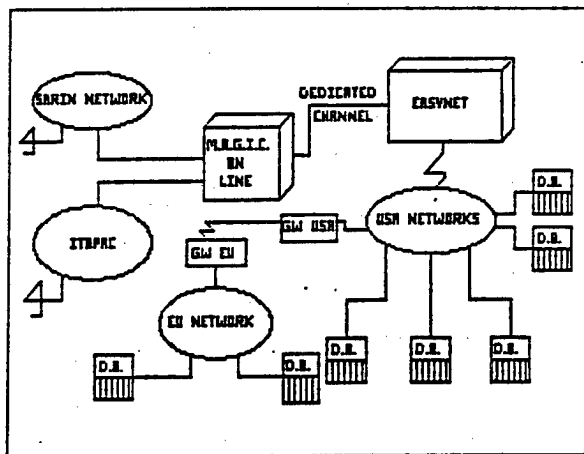 SARIN NETWORK
DEDICATED
CHANNEL
EASYNET
M.A.G.I.C.
ON
LINE
ITAPAC
GW EU
GW USA
USA NETWORKS
D.B.
D.B.
EU NETWORK
D.B.
D.B.
D.B.
D.B.
D.B.